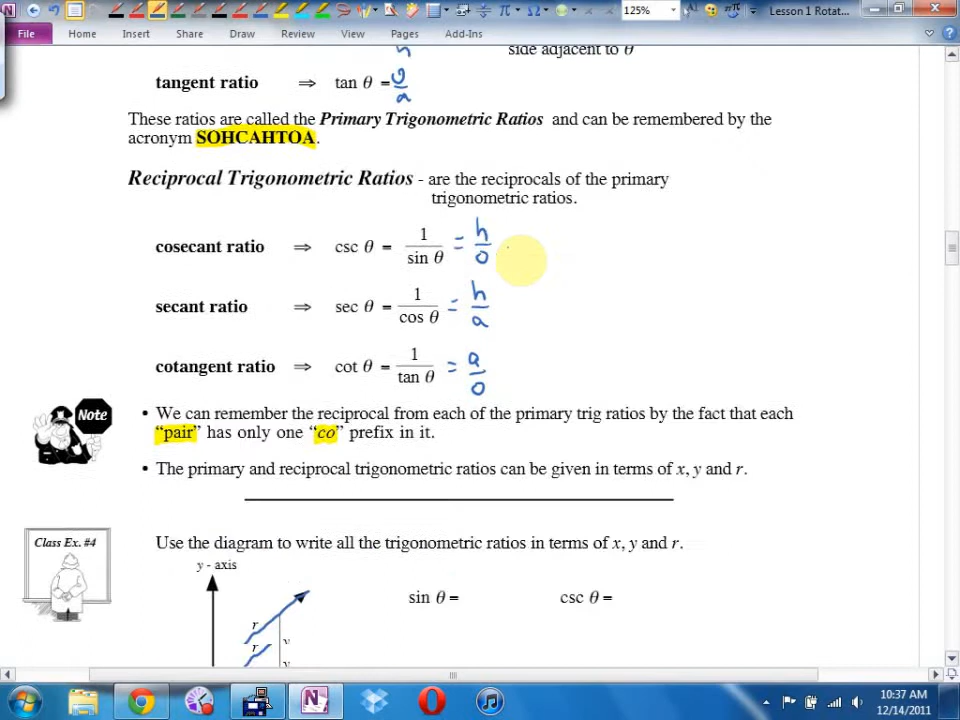 125%
Lesson 1 Rotat...
File Home Insert Share Draw Review View Pages Add-Ins
h
side adjacent to θ
tangent ratio ⇒ tan θ = o/a
These ratios are called the Primary Trigonometric Ratios and can be remembered by the
acronym SOHCAHTOA.
Reciprocal Trigonometric Ratios - are the reciprocals of the primary
trigonometric ratios.
cosecant ratio ⇒ csc θ = 1/sin θ = h/o
secant ratio ⇒ sec θ = 1/cos θ = h/a
cotangent ratio ⇒ cot θ = 1/tan θ = a/o
Note
• We can remember the reciprocal from each of the primary trig ratios by the fact that each
“pair” has only one “co” prefix in it.
• The primary and reciprocal trigonometric ratios can be given in terms of x, y and r.
Class Ex. #4
Use the diagram to write all the trigonometric ratios in terms of x, y and r.
y - axis
sin θ = csc θ =
r
y
r
y
10:37 AM
12/14/2011